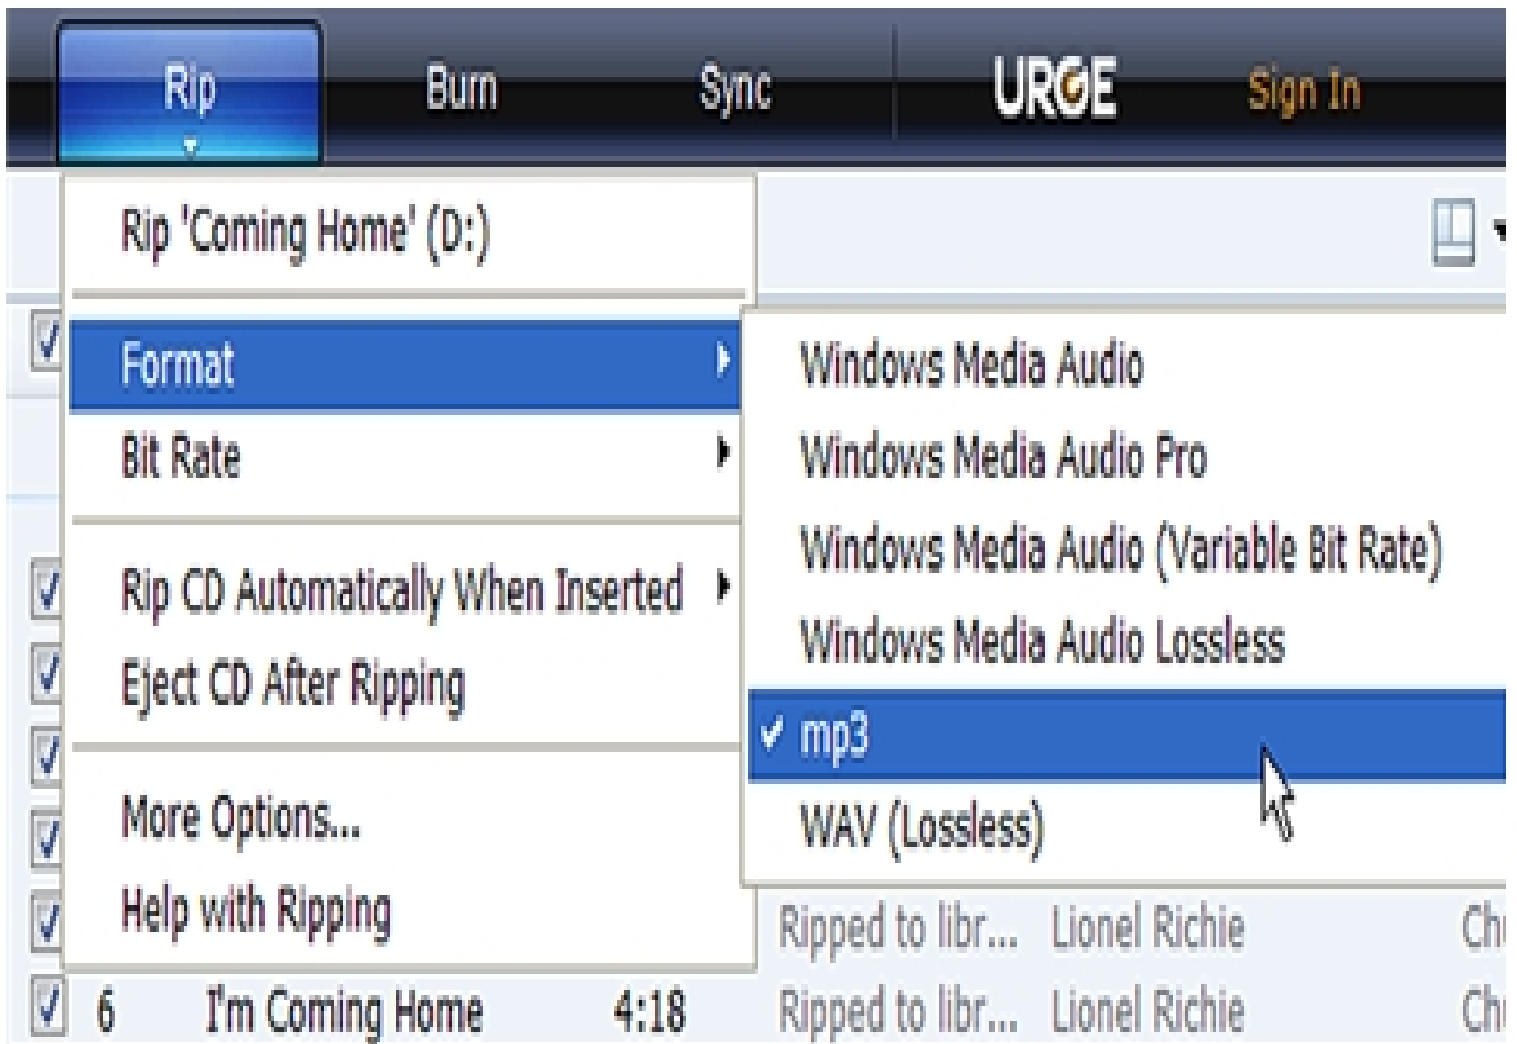 Rip Burn Sync URGE Sign In
Rip 'Coming Home' (D:)
Format
Bit Rate
Rip CD Automatically When Inserted
Eject CD After Ripping
More Options...
Help with Ripping
Windows Media Audio
Windows Media Audio Pro
Windows Media Audio (Variable Bit Rate)
Windows Media Audio Lossless
mp3
WAV (Lossless)
Ripped to libr... Lionel Richie
6 I'm Coming Home 4:18 Ripped to libr... Lionel Richie